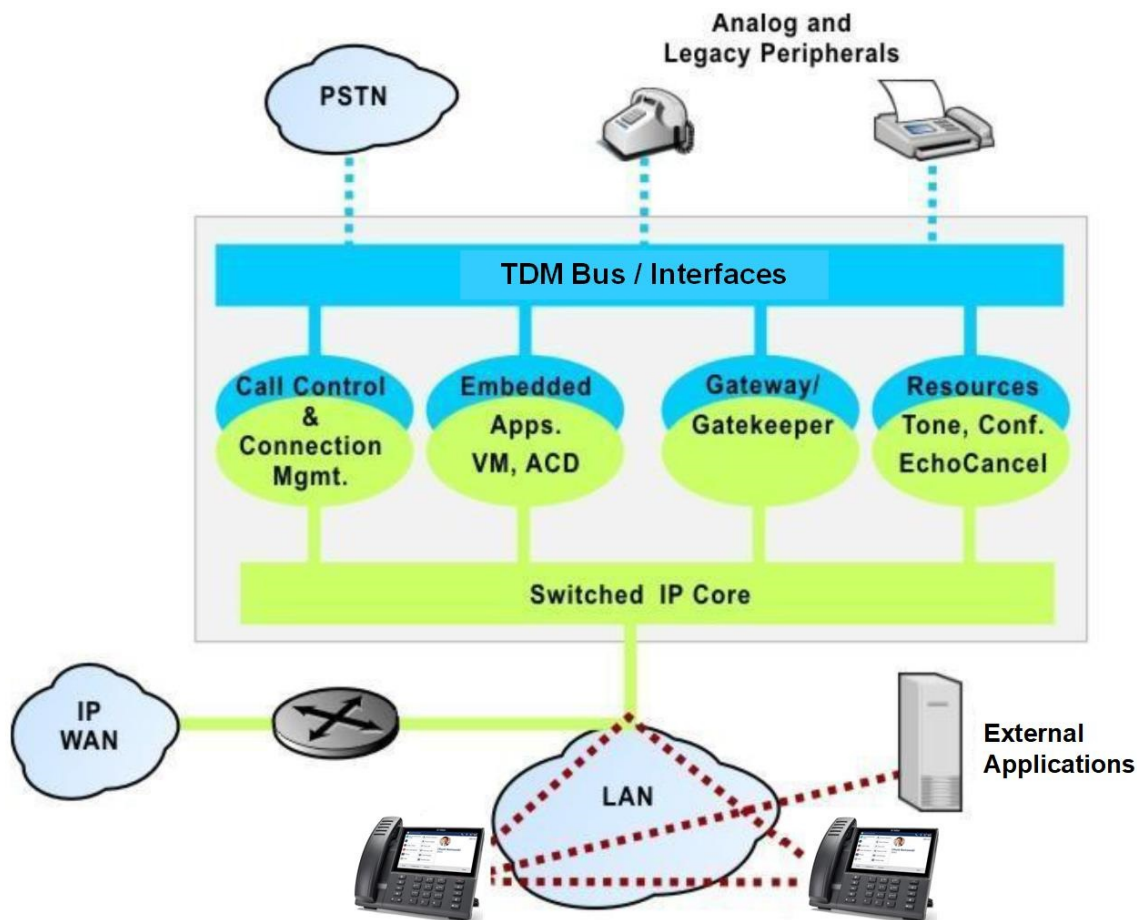 Analog and
Legacy Peripherals
PSTN
TDM Bus / Interfaces
Call Control
&
Connection
Mgmt.
Embedded
Apps.
VM, ACD
Gateway/
Gatekeeper
Resources
Tone, Conf.
EchoCancel
Switched IP Core
IP
WAN
LAN
External
Applications